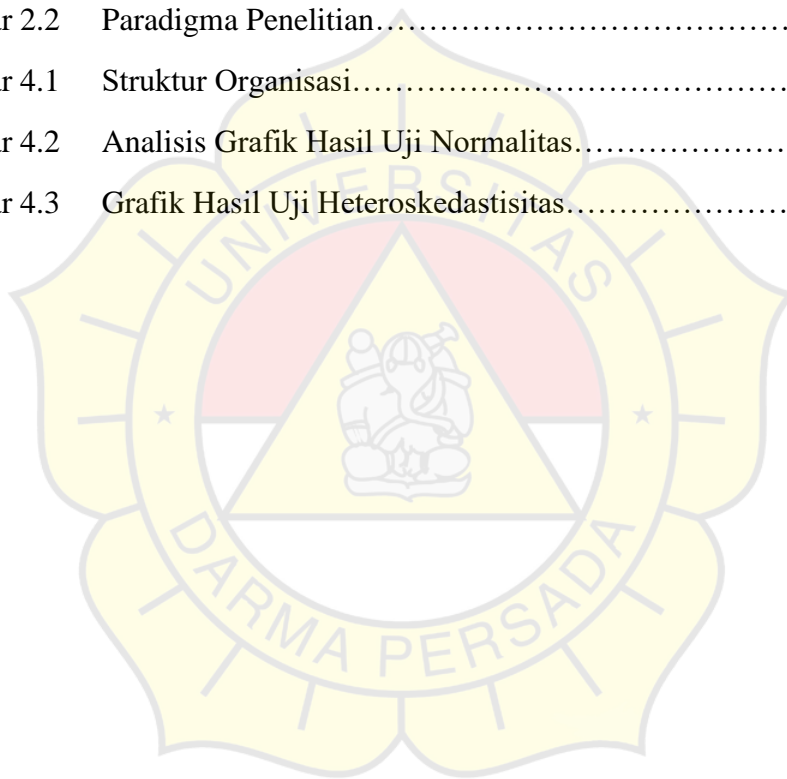 r 2.2 Paradigma Penelitian…………………………………
r 4.1 Struktur Organisasi……………………………………
r 4.2 Analisis Grafik Hasil Uji Normalitas…………………
r 4.3 Grafik Hasil Uji Heteroskedastisitas…………………
UNIVERSITAS
DARMA PERSADA